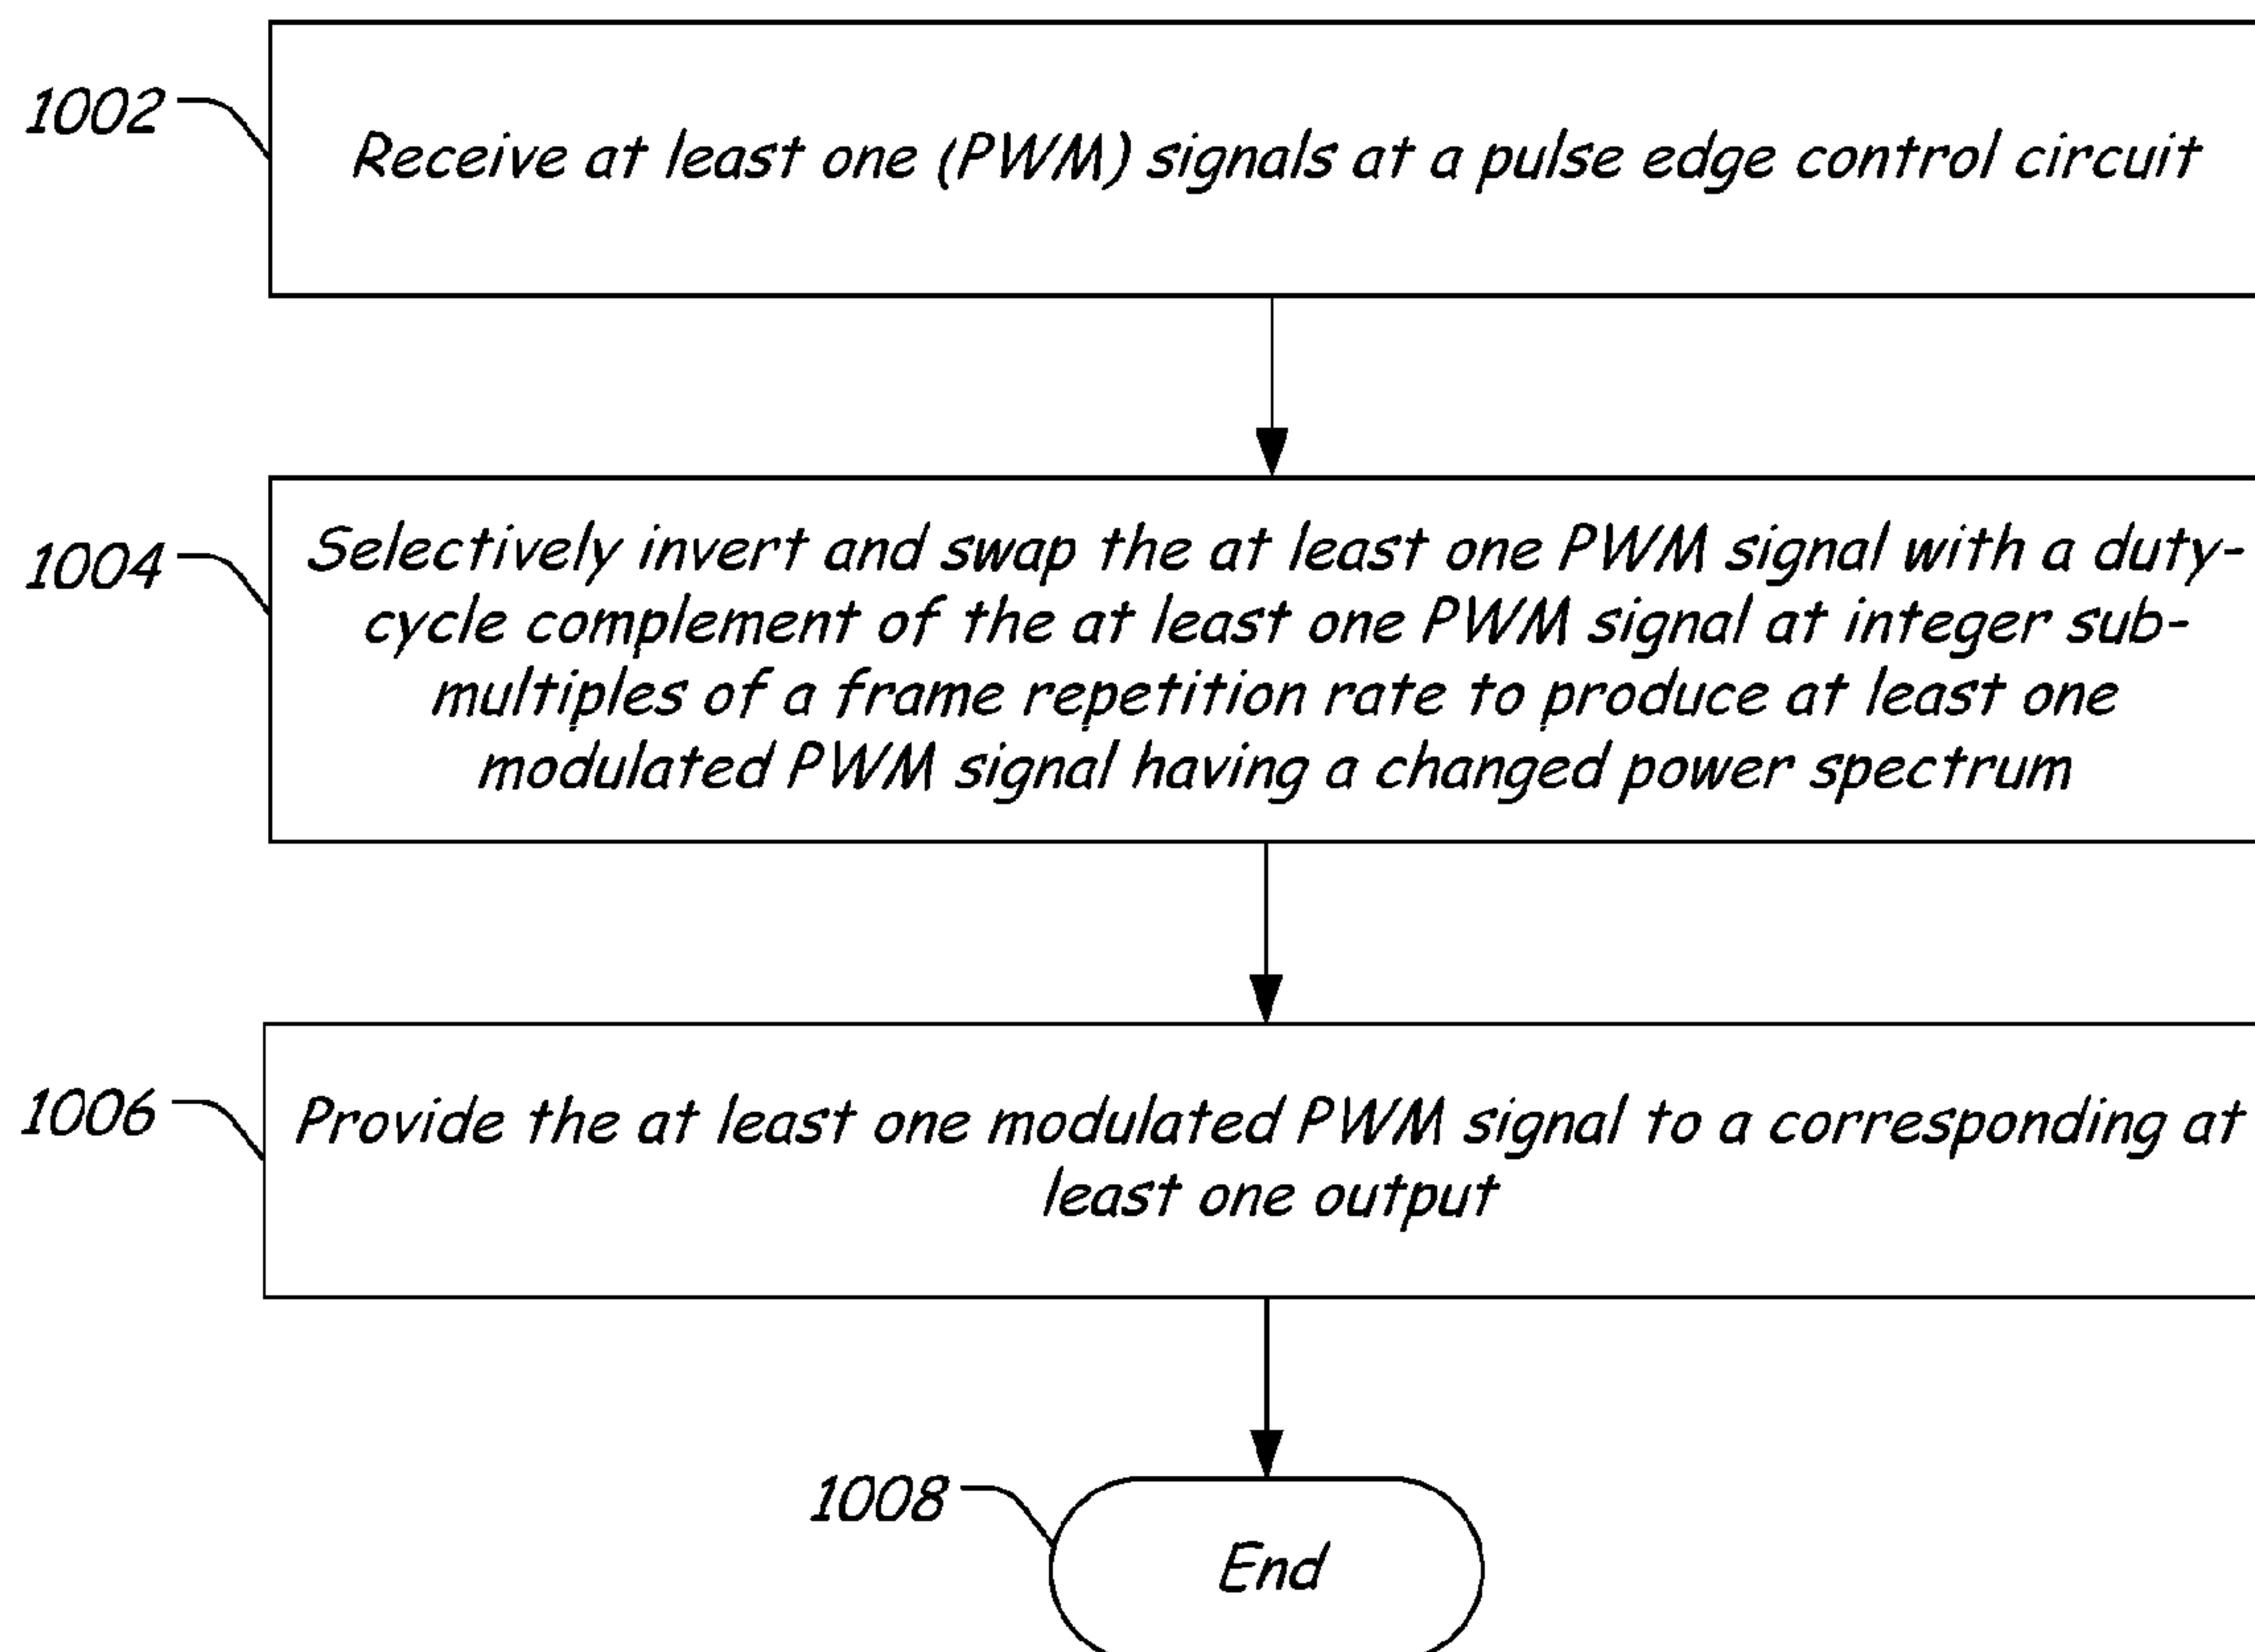 1002
Receive at least one (PWM) signals at a pulse edge control circuit
1004
Selectively invert and swap the at least one PWM signal with a duty-
cycle complement of the at least one PWM signal at integer sub-
multiples of a frame repetition rate to produce at least one
modulated PWM signal having a changed power spectrum
1006
Provide the at least one modulated PWM signal to a corresponding at
least one output
1008
End